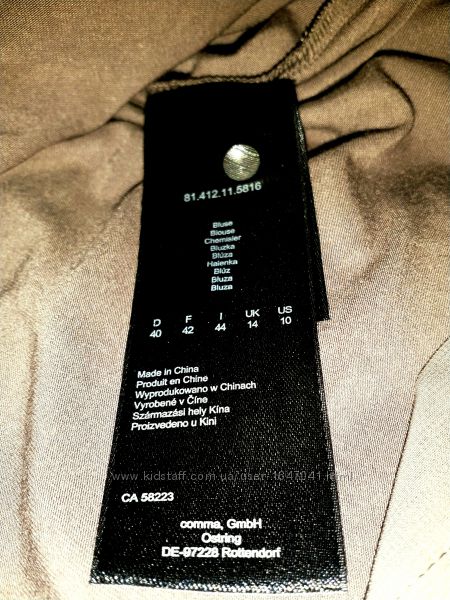 81.412.11.5816
Bluse
Blouse
Chemisier
Bluzka
Blůza
Halenka
Blúz
Bluza
Bluza
D F I UK US
40 42 44 14 10
Made in China
Produit en Chine
Wyprodukowano w Chinach
Vyrobené v Číne
Származási hely Kína
Proizvedeno u Kini
CA 58223
comma, GmbH
Ostring
DE-97228 Rottendorf